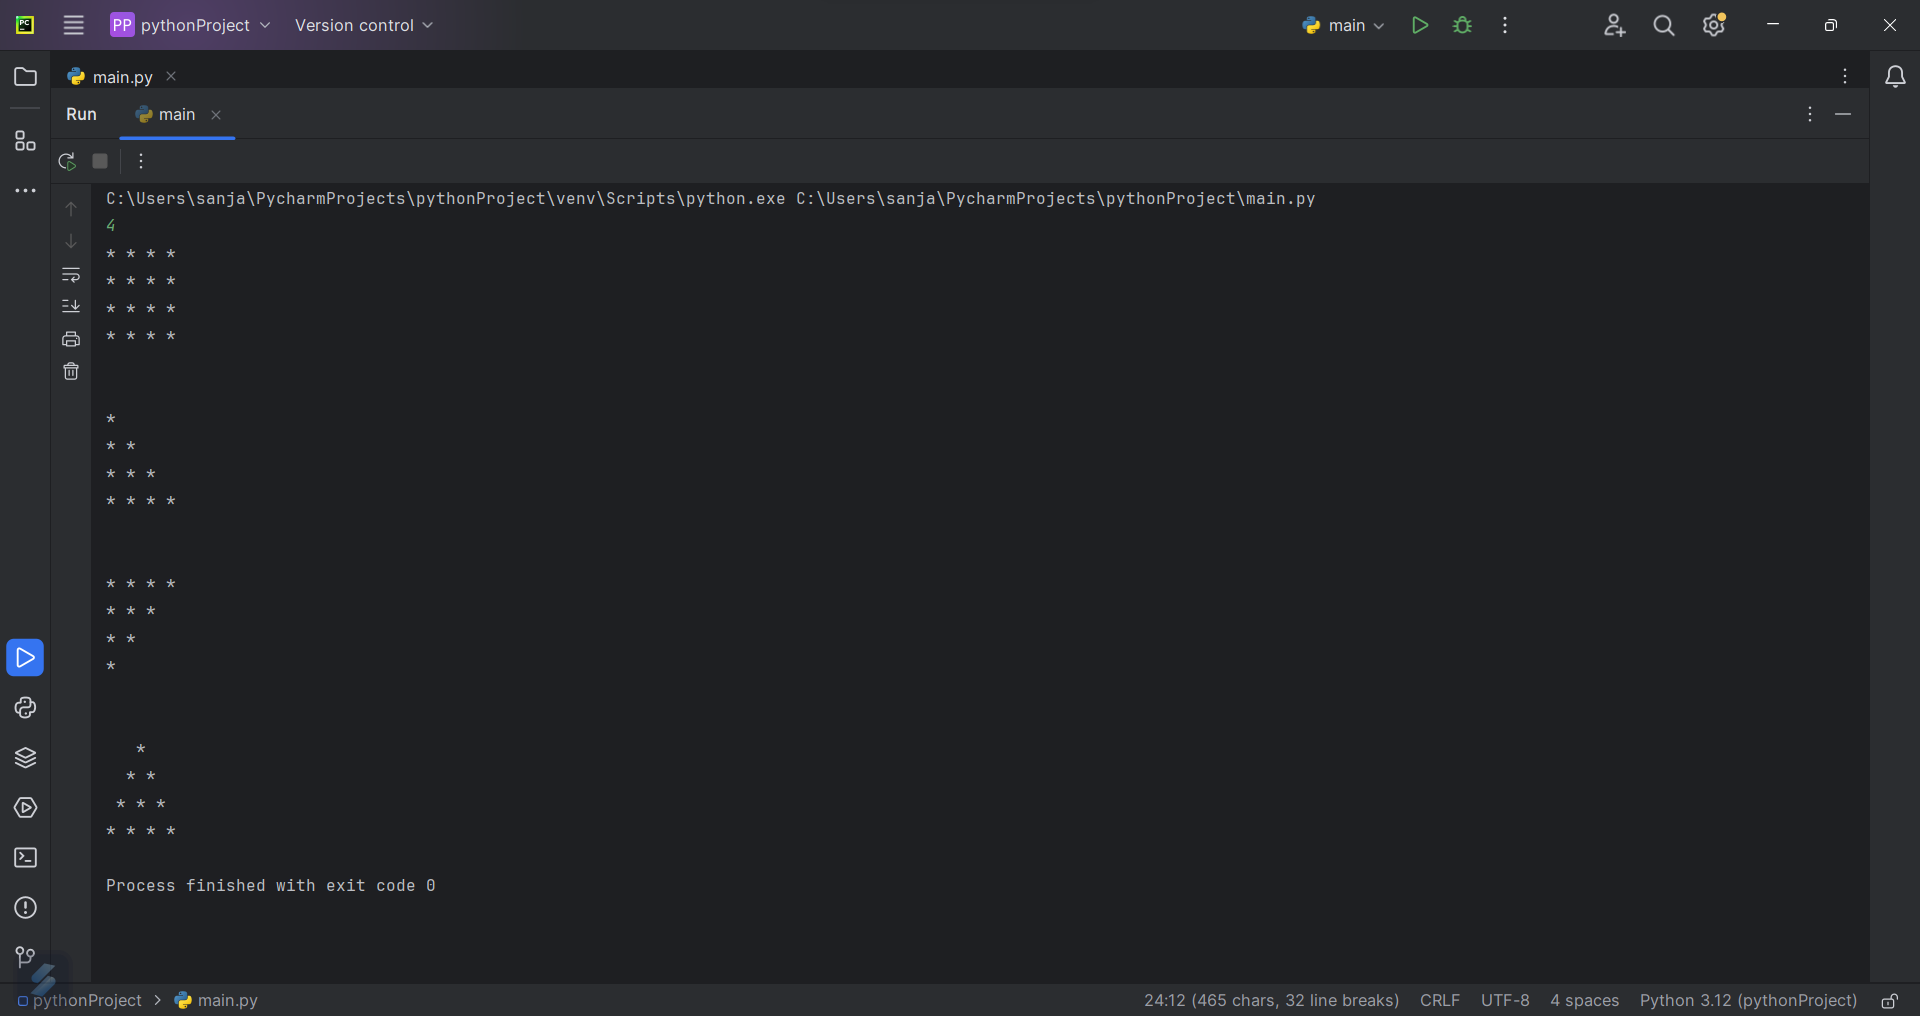 PC
PP pythonProject Version control main
main.py
Run main
C:\Users\sanja\PycharmProjects\pythonProject\venv\Scripts\python.exe C:\Users\sanja\PycharmProjects\pythonProject\main.py
4
* * * *
* * * *
* * * *
* * * *
*
* *
* * *
* * * *
* * * *
* * *
* *
*
   *
  * *
 * * *
* * * *
Process finished with exit code 0
pythonProject > main.py 24:12 (465 chars, 32 line breaks) CRLF UTF-8 4 spaces Python 3.12 (pythonProject)